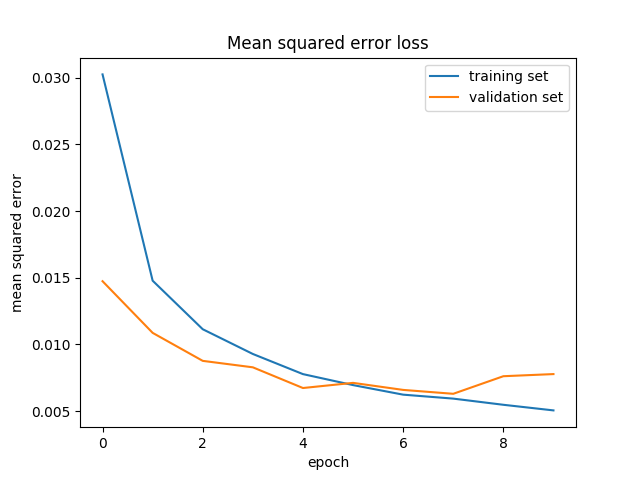 Mean squared error loss
training set
validation set
mean squared error
0.030
0.025
0.020
0.015
0.010
0.005
0 2 4 6 8
epoch